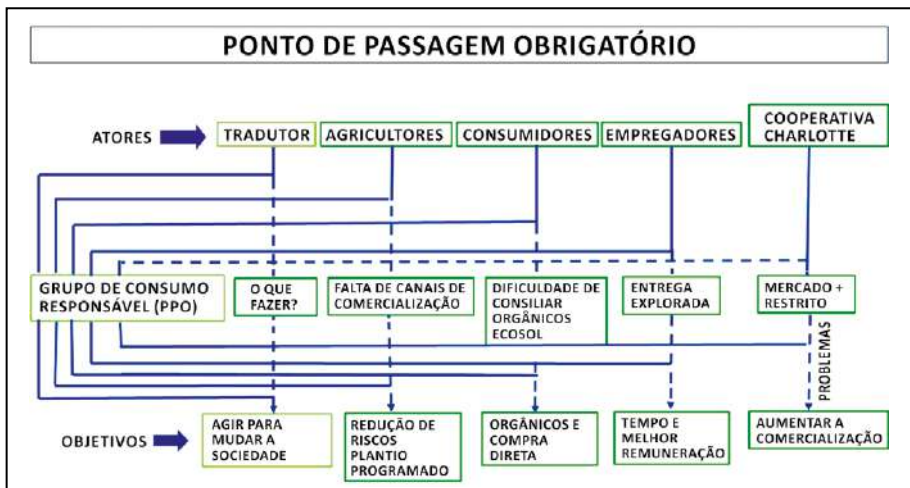 PONTO DE PASSAGEM OBRIGATÓRIO
ATORES
TRADUTOR
AGRICULTORES
CONSUMIDORES
EMPREGADORES
COOPERATIVA
CHARLOTTE
GRUPO DE CONSUMO
RESPONSÁVEL (PPO)
O QUE
FAZER?
FALTA DE CANAIS DE
COMERCIALIZAÇÃO
DIFICULDADE DE
CONSILIAR
ORGÂNICOS
ECOSOL
ENTREGA
EXPLORADA
MERCADO +
RESTRITO
PROBLEMAS
OBJETIVOS
AGIR PARA
MUDAR A
SOCIEDADE
REDUÇÃO DE
RISCOS
PLANTIO
PROGRAMADO
ORGÂNICOS E
COMPRA
DIRETA
TEMPO E
MELHOR
REMUNERAÇÃO
AUMENTAR A
COMERCIALIZAÇÃO